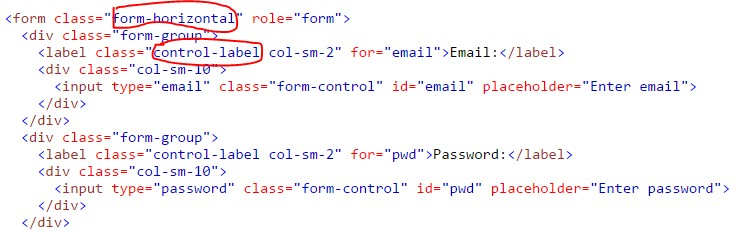 <form class="form-horizontal" role="form">
<div class="form-group">
<label class="control-label col-sm-2" for="email">Email:</label>
<div class="col-sm-10">
<input type="email" class="form-control" id="email" placeholder="Enter email">
</div>
</div>
<div class="form-group">
<label class="control-label col-sm-2" for="pwd">Password:</label>
<div class="col-sm-10">
<input type="password" class="form-control" id="pwd" placeholder="Enter password">
</div>
</div>